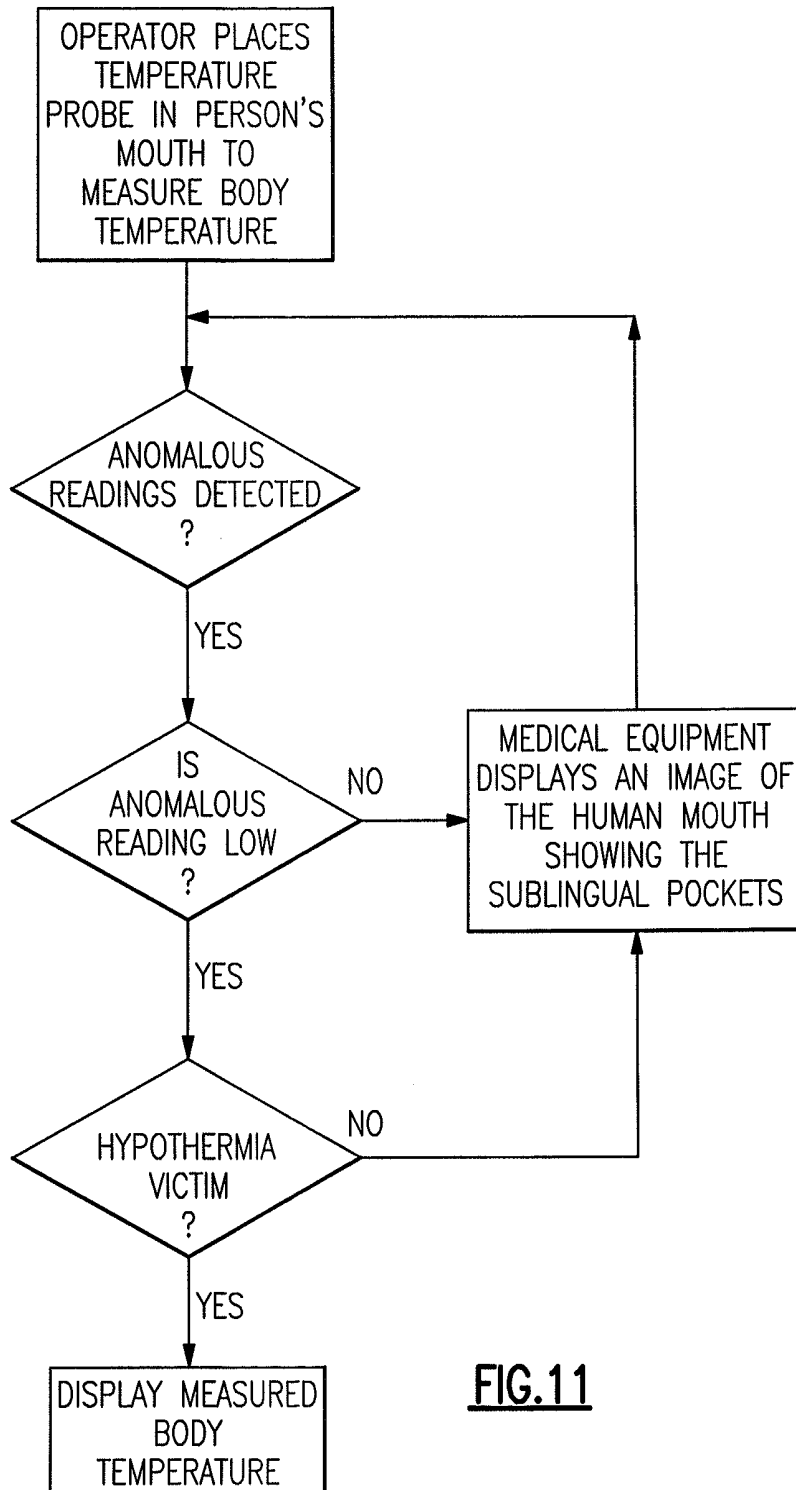 OPERATOR PLACES
TEMPERATURE
PROBE IN PERSON'S
MOUTH TO
MEASURE BODY
TEMPERATURE
ANOMALOUS
READINGS DETECTED
?
YES
IS
ANOMALOUS
READING LOW
?
NO
MEDICAL EQUIPMENT
DISPLAYS AN IMAGE OF
THE HUMAN MOUTH
SHOWING THE
SUBLINGUAL POCKETS
YES
HYPOTHERMIA
VICTIM
?
NO
YES
DISPLAY MEASURED
BODY
TEMPERATURE
FIG.11